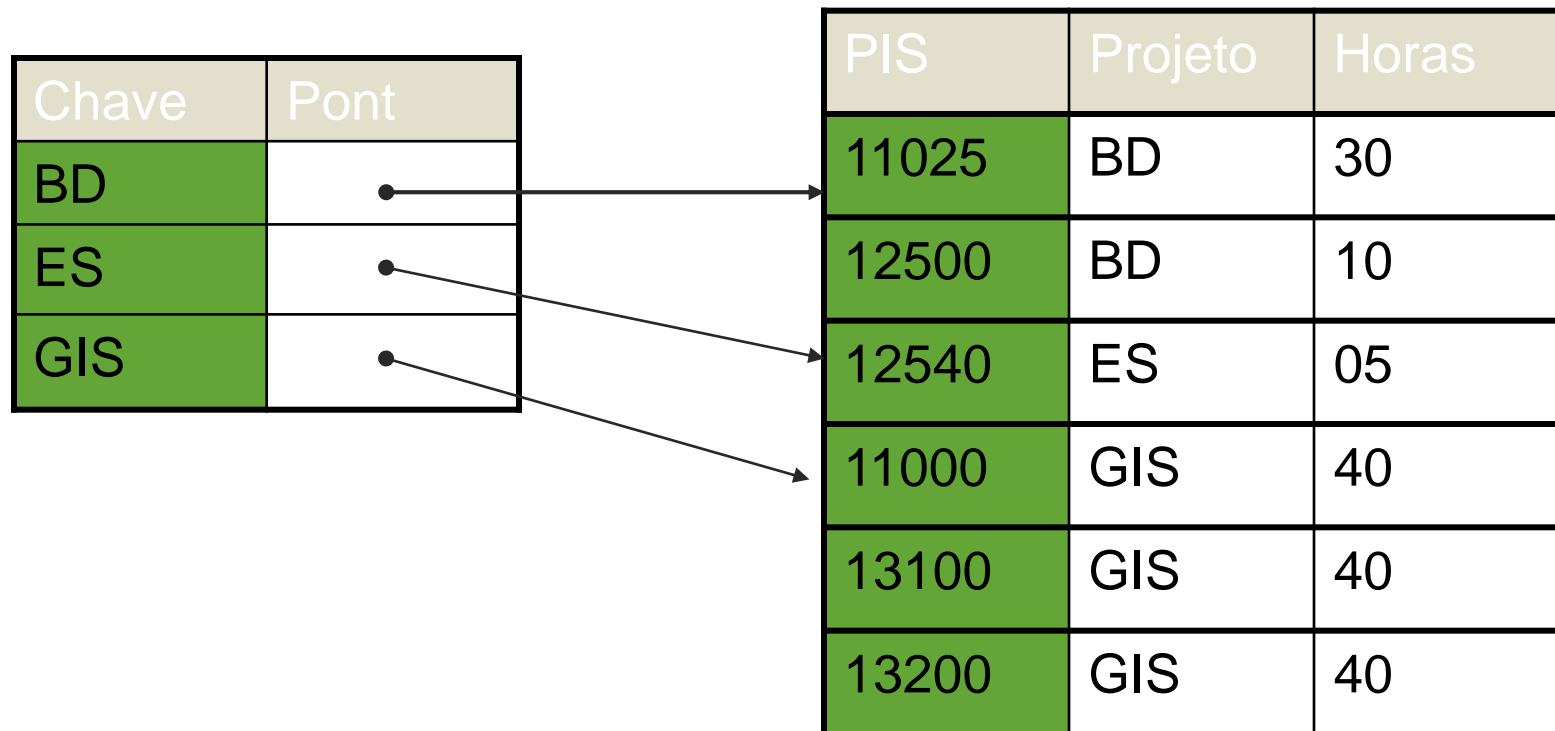 Chave Pont
BD
ES
GIS
PIS Projeto Horas
11025 BD 30
12500 BD 10
12540 ES 05
11000 GIS 40
13100 GIS 40
13200 GIS 40